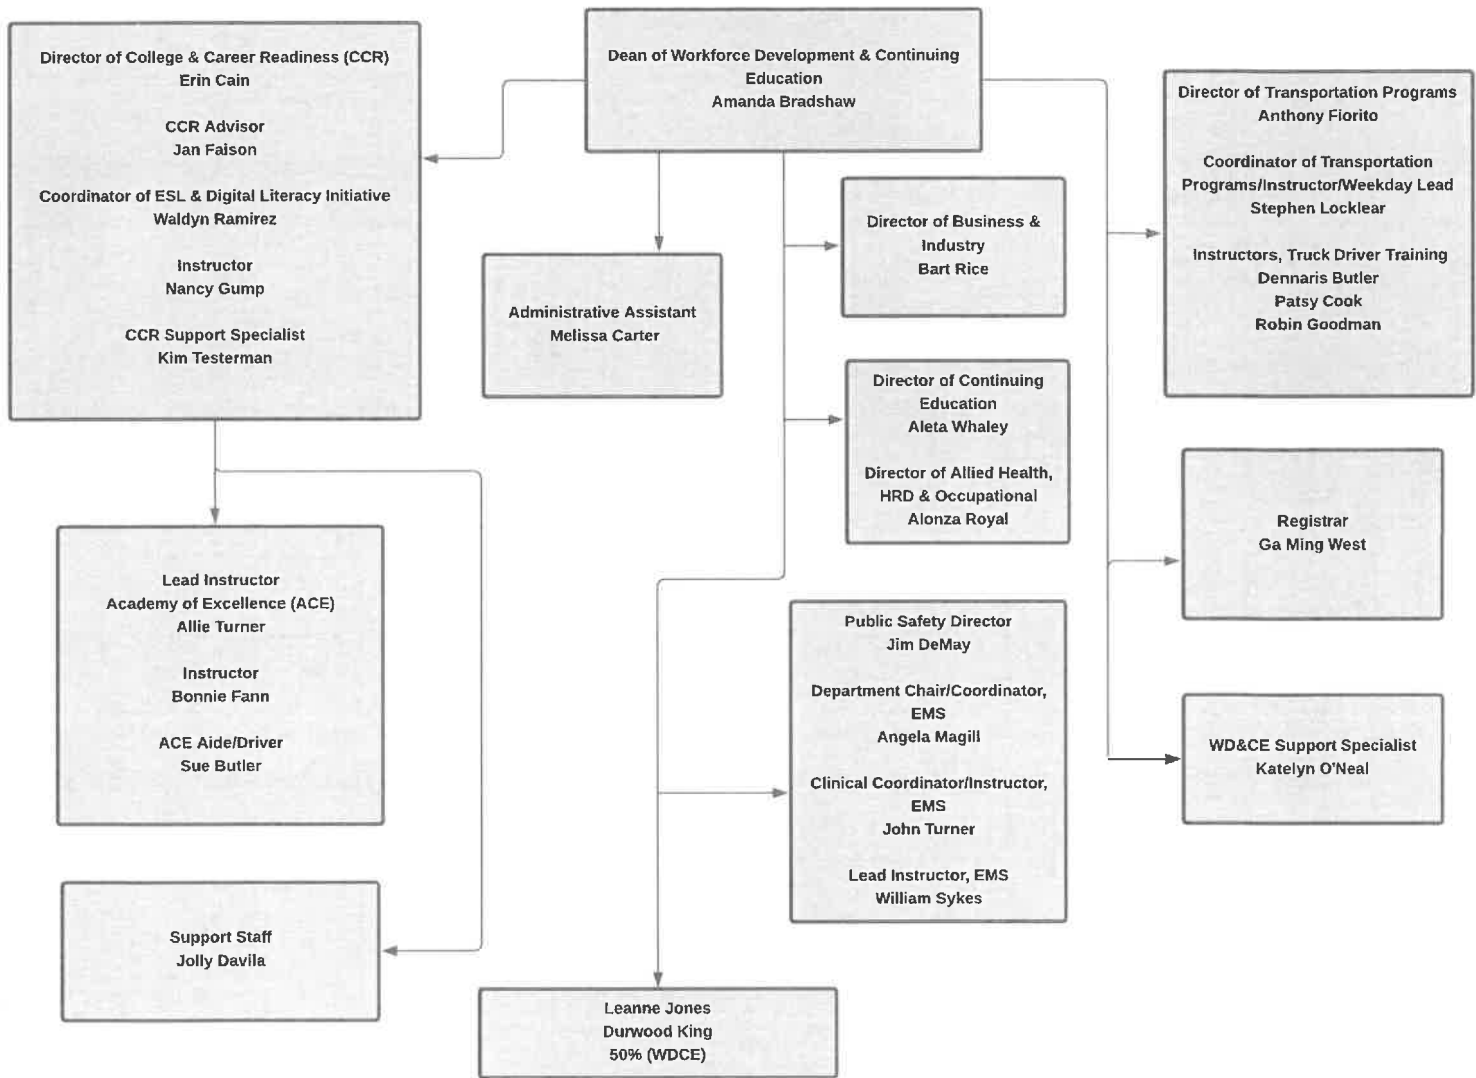 Director of College & Career Readiness (CCR)
Erin Cain
CCR Advisor
Jan Faison
Coordinator of ESL & Digital Literacy Initiative
Waldyn Ramirez
Instructor
Nancy Gump
CCR Support Specialist
Kim Testerman
Dean of Workforce Development & Continuing
Education
Amanda Bradshaw
Director of Transportation Programs
Anthony Fiorito
Coordinator of Transportation
Programs/Instructor/Weekday Lead
Stephen Locklear
Instructors, Truck Driver Training
Dennaris Butler
Patsy Cook
Robin Goodman
Administrative Assistant
Melissa Carter
Director of Business &
Industry
Bart Rice
Director of Continuing
Education
Aleta Whaley
Director of Allied Health,
HRD & Occupational
Alonza Royal
Registrar
Ga Ming West
Lead Instructor
Academy of Excellence (ACE)
Allie Turner
Instructor
Bonnie Fann
ACE Aide/Driver
Sue Butler
Public Safety Director
Jim DeMay
Department Chair/Coordinator,
EMS
Angela Magill
Clinical Coordinator/Instructor,
EMS
John Turner
Lead Instructor, EMS
William Sykes
WD&CE Support Specialist
Katelyn O'Neal
Support Staff
Jolly Davila
Leanne Jones
Durwood King
50% (WDCE)